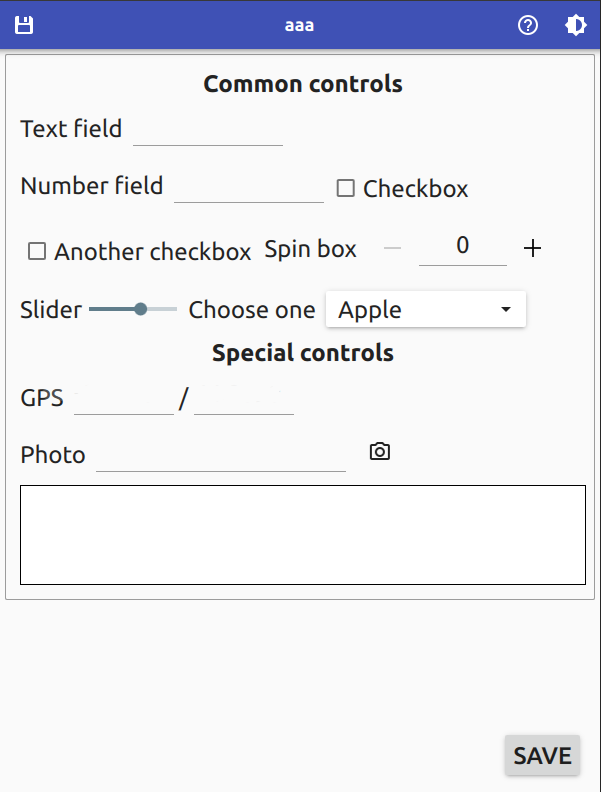 aaa
Common controls
Text field
Number field Checkbox
Another checkbox Spin box 0
Slider Choose one Apple
Special controls
GPS /
Photo
SAVE